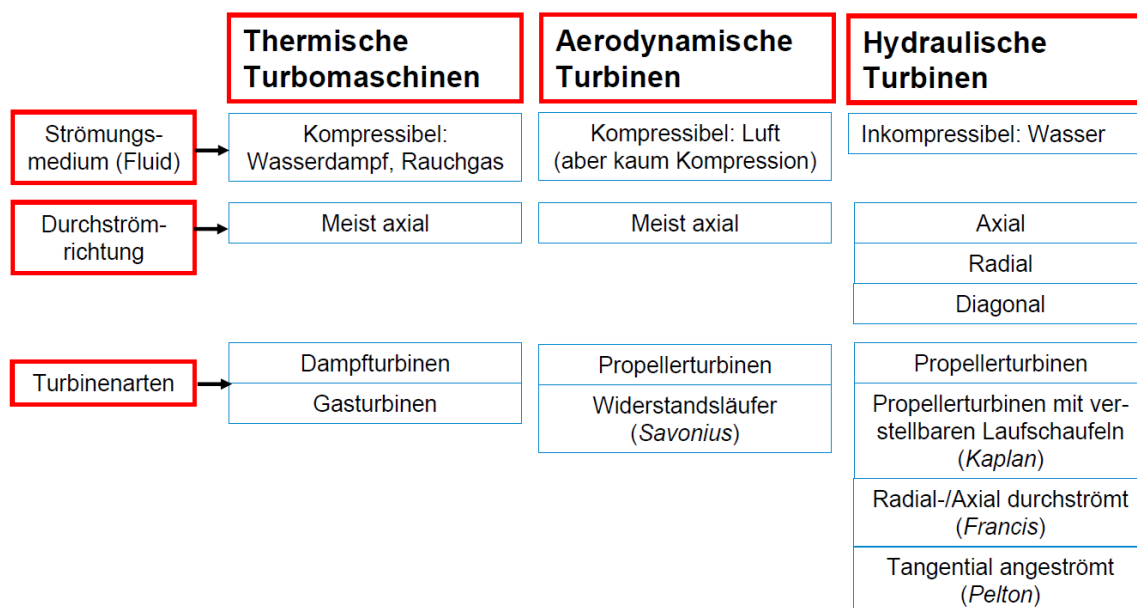 Thermische
Turbomaschinen
Aerodynamische
Turbinen
Hydraulische
Turbinen
Strömungs-
medium (Fluid)
Kompressibel:
Wasserdampf, Rauchgas
Kompressibel: Luft
(aber kaum Kompression)
Inkompressibel: Wasser
Durchström-
richtung
Meist axial
Meist axial
Axial
Radial
Diagonal
Turbinenarten
Dampfturbinen
Gasturbinen
Propellerturbinen
Widerstandsläufer
(Savonius)
Propellerturbinen
Propellerturbinen mit ver-
stellbaren Laufschaufeln
(Kaplan)
Radial-/Axial durchströmt
(Francis)
Tangential angeströmt
(Pelton)